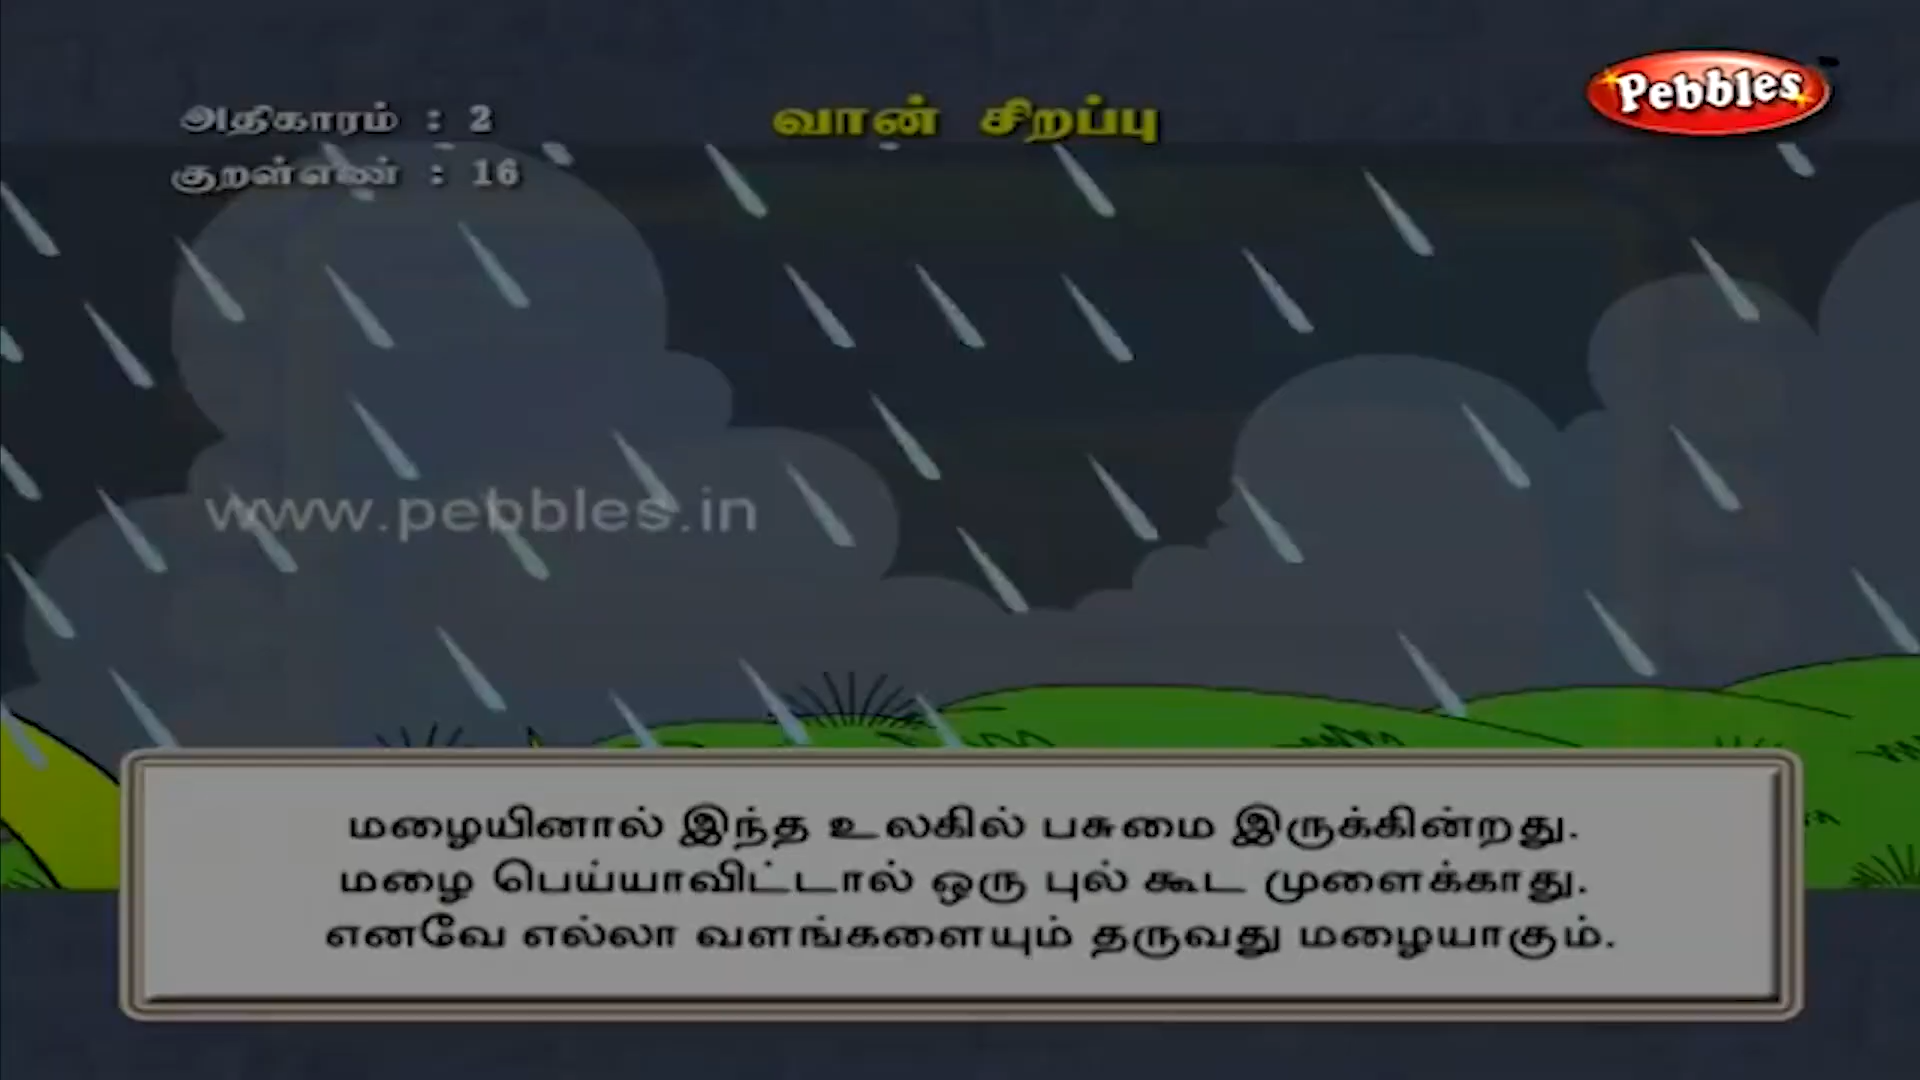 அதிகாரம் : 2
வான் சிறப்பு
Pebbles
குறள்எண் : 16
www.pebbles.in
மழையினால் இந்த உலகில் பசுமை இருக்கின்றது.
மழை பெய்யாவிட்டால் ஒரு புல் கூட முளைக்காது.
எனவே எல்லா வளங்களையும் தருவது மழையாகும்.